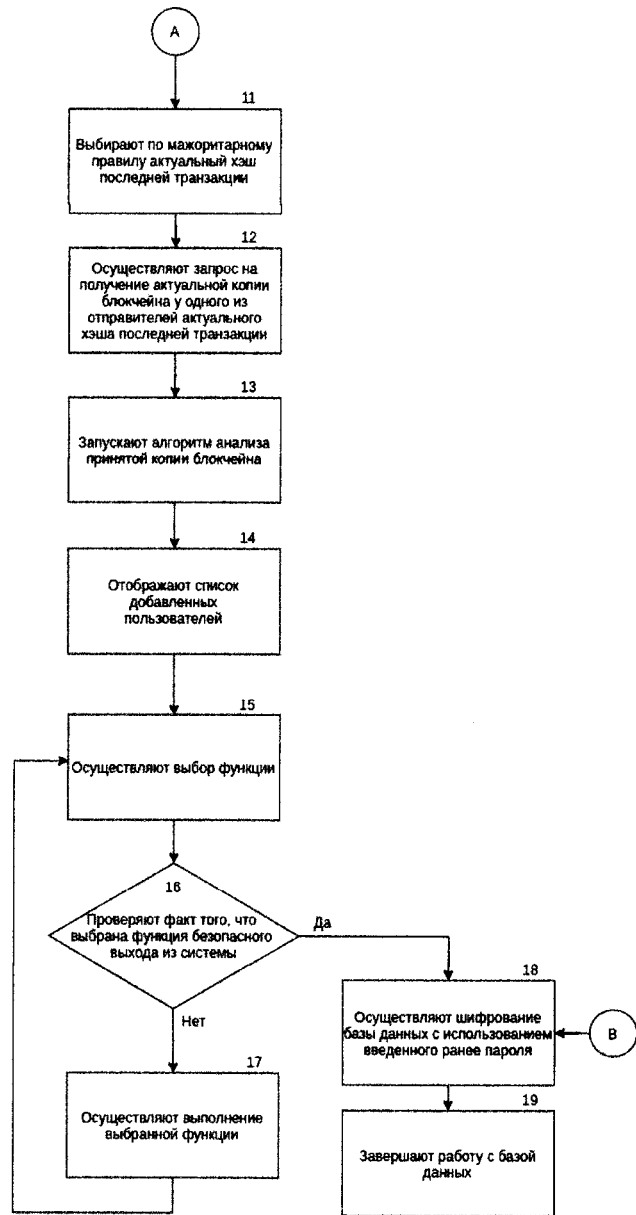 A
11
Выбирают по мажоритарному
правилу актуальный хэш
последней транзакции
12
Осуществляют запрос на
получение актуальной копии
блокчейна у одного из
отправителей актуального
хэша последней транзакции
13
Запускают алгоритм анализа
принятой копии блокчейна
14
Отображают список
добавленных
пользователей
15
Осуществляют выбор функции
16
Проверяют факт того, что
выбрана функция безопасного
выхода из системы
Да
Нет
17
Осуществляют выполнение
выбранной функции
18
Осуществляют шифрование
базы данных с использованием
введенного ранее пароля
B
19
Завершают работу с базой
данных